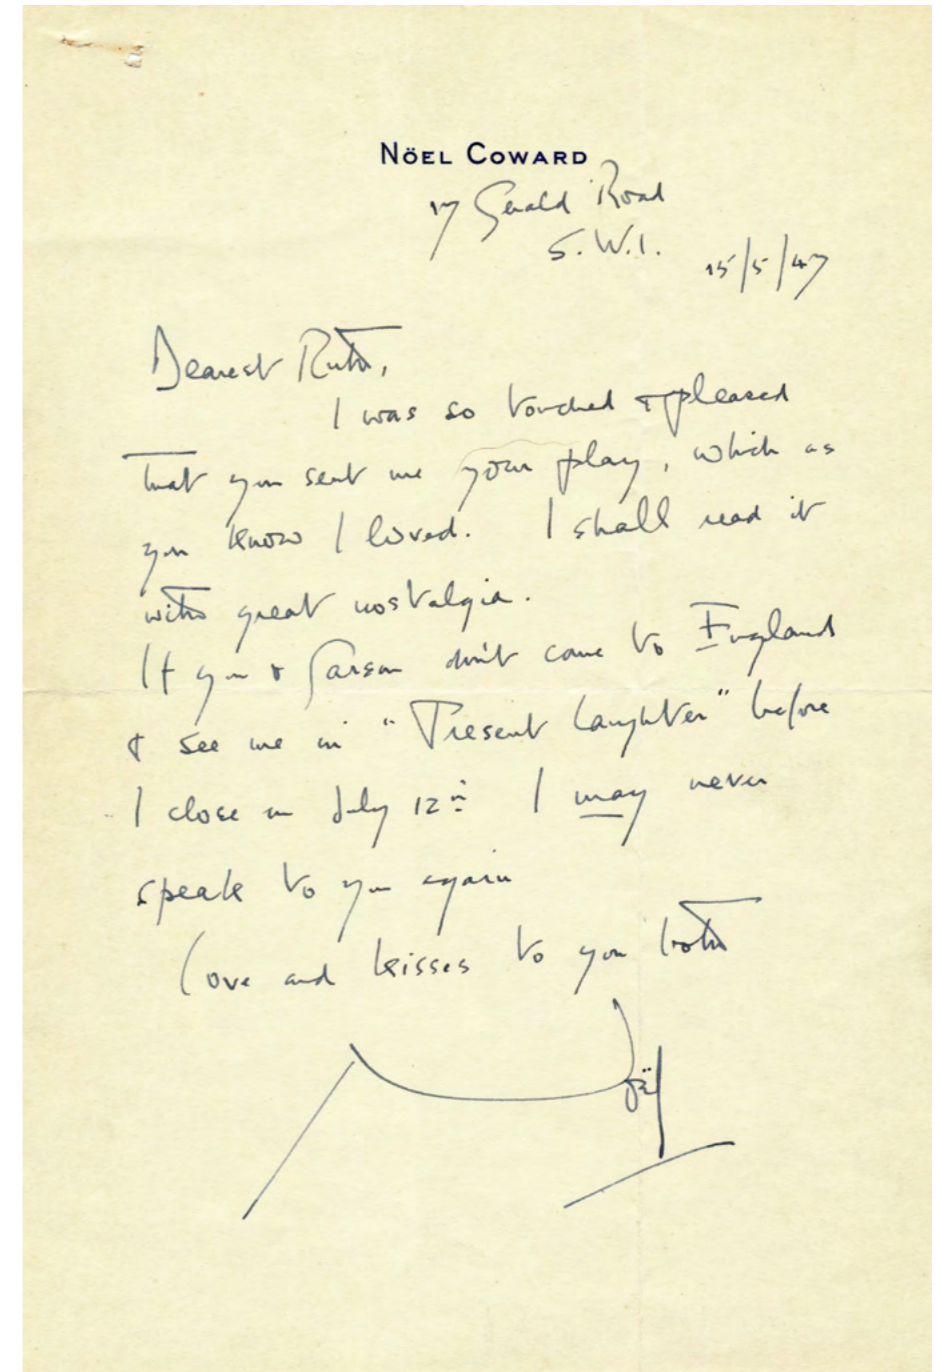 NÖEL COWARD
17 Gerald Road
S.W.1.
15/5/47
Dearest Ruth,
I was so touched & pleased
that you sent me your play, which as
you know I loved. I shall read it
with great nostalgia.
If you & Garson don't come to England
& see me in "Present Laughter" before
I close on July 12th I may never
speak to you again
Love and kisses to you both
Noël